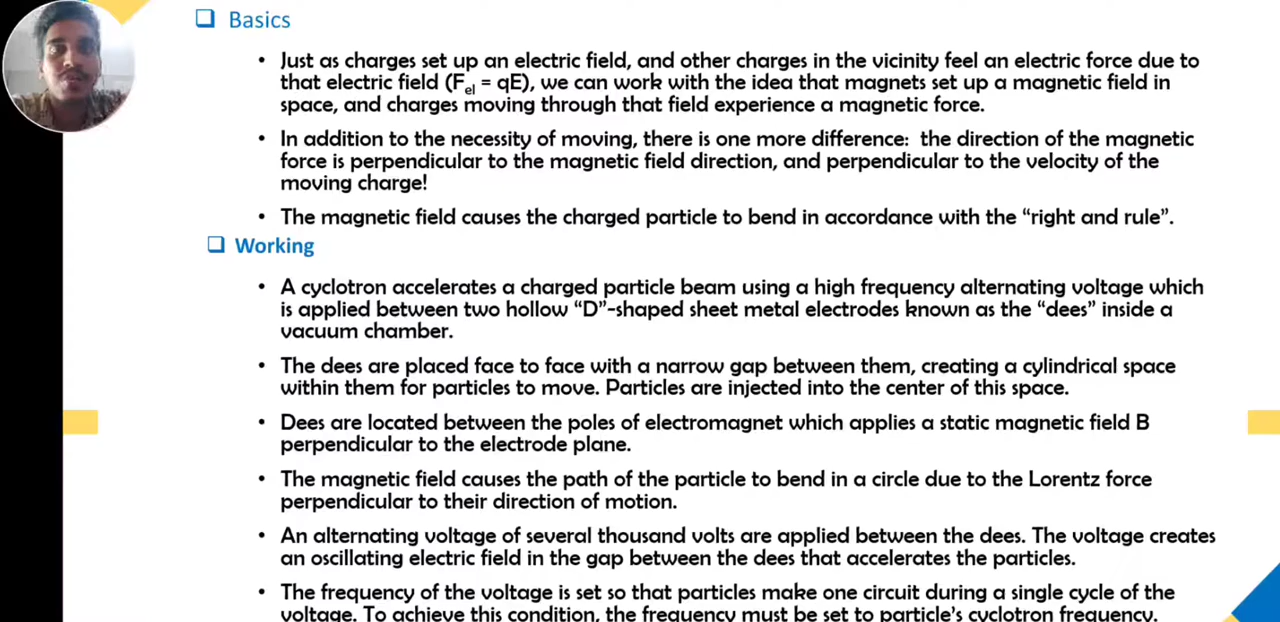 Basics
• Just as charges set up an electric field, and other charges in the vicinity feel an electric force due to
that electric field (Fel = qE), we can work with the idea that magnets set up a magnetic field in
space, and charges moving through that field experience a magnetic force.
• In addition to the necessity of moving, there is one more difference: the direction of the magnetic
force is perpendicular to the magnetic field direction, and perpendicular to the velocity of the
moving charge!
• The magnetic field causes the charged particle to bend in accordance with the “right and rule”.
Working
• A cyclotron accelerates a charged particle beam using a high frequency alternating voltage which
is applied between two hollow “D”-shaped sheet metal electrodes known as the “dees” inside a
vacuum chamber.
• The dees are placed face to face with a narrow gap between them, creating a cylindrical space
within them for particles to move. Particles are injected into the center of this space.
• Dees are located between the poles of electromagnet which applies a static magnetic field B
perpendicular to the electrode plane.
• The magnetic field causes the path of the particle to bend in a circle due to the Lorentz force
perpendicular to their direction of motion.
• An alternating voltage of several thousand volts are applied between the dees. The voltage creates
an oscillating electric field in the gap between the dees that accelerates the particles.
• The frequency of the voltage is set so that particles make one circuit during a single cycle of the
voltage. To achieve this condition, the frequency must be set to particle’s cyclotron frequency.